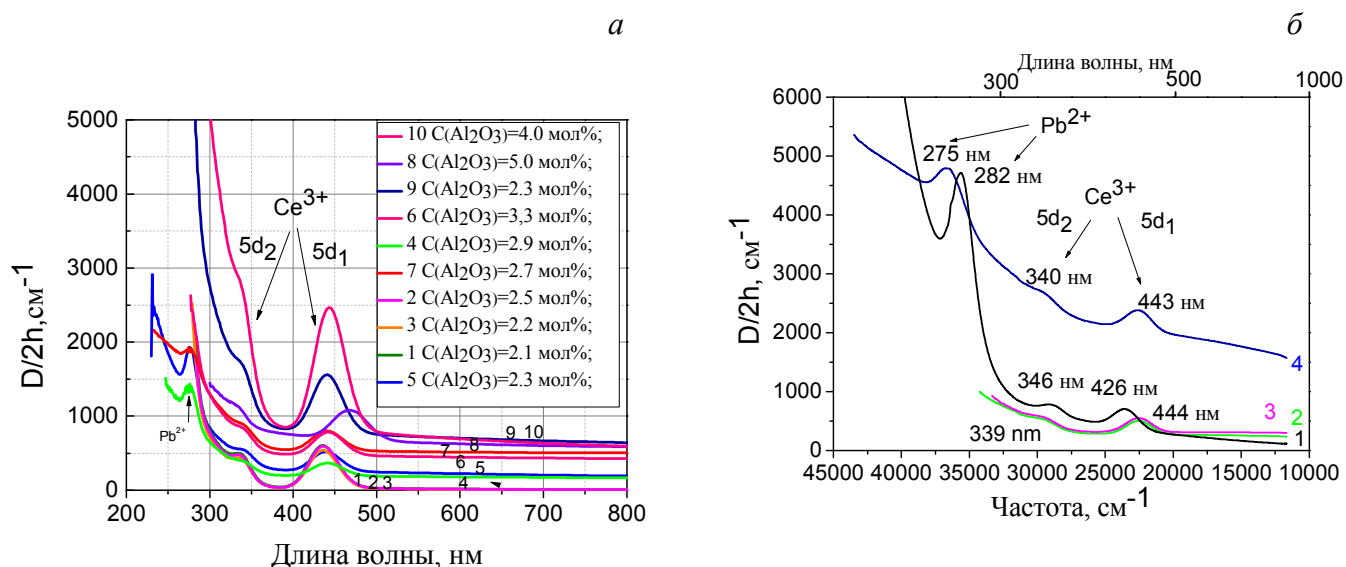 а
D/2h,см-1
5000
4000
3000
2000
1000
0
200 300 400 500 600 700 800
Длина волны, нм
Ce3+
5d2 5d1
Pb2+
10 C(Al2O3)=4.0 мол%;
8 C(Al2O3)=5.0 мол%;
9 C(Al2O3)=2.3 мол%;
6 C(Al2O3)=3,3 мол%;
4 C(Al2O3)=2.9 мол%;
7 C(Al2O3)=2.7 мол%;
2 C(Al2O3)=2.5 мол%;
3 C(Al2O3)=2.2 мол%;
1 C(Al2O3)=2.1 мол%;
5 C(Al2O3)=2.3 мол%;
7 8 9 10
6 5
1 2 3 4
б
Длина волны, нм
300 500 1000
D/2h, см-1
6000
5000
4000
3000
2000
1000
0
Pb2+
275 нм
282 нм
Ce3+
5d2 5d1
340 нм
443 нм
346 нм 426 нм
444 нм
339 nm
4
3 2
1
45000 40000 35000 30000 25000 20000 15000 10000
Частота, см-1